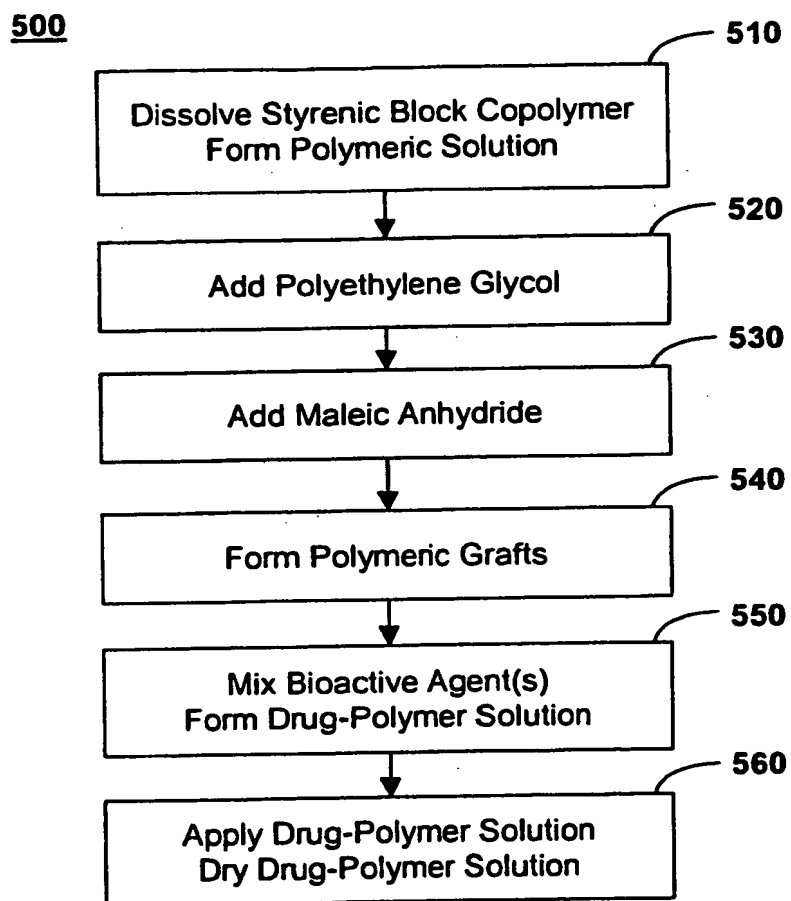 500
510
Dissolve Styrenic Block Copolymer
Form Polymeric Solution
520
Add Polyethylene Glycol
530
Add Maleic Anhydride
540
Form Polymeric Grafts
550
Mix Bioactive Agent(s)
Form Drug-Polymer Solution
560
Apply Drug-Polymer Solution
Dry Drug-Polymer Solution